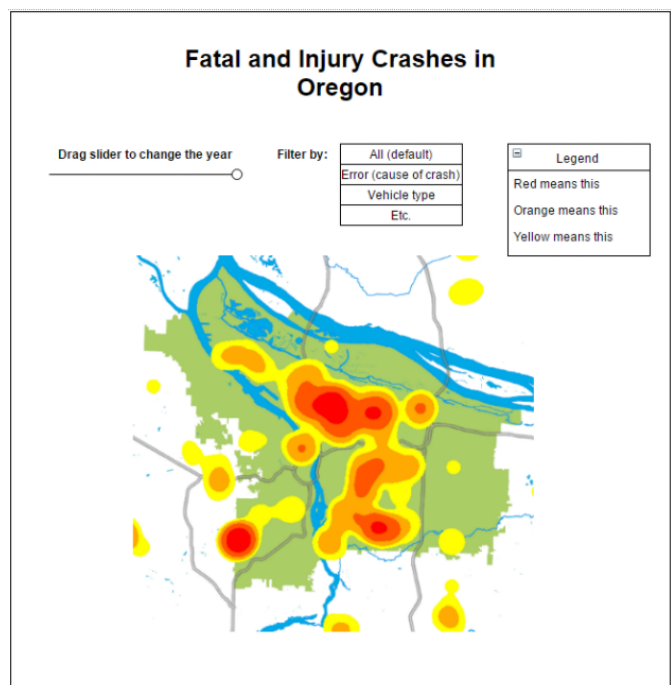 Fatal and Injury Crashes in
Oregon
Drag slider to change the year
Filter by:
All (default)
Error (cause of crash)
Vehicle type
Etc.
Legend
Red means this
Orange means this
Yellow means this